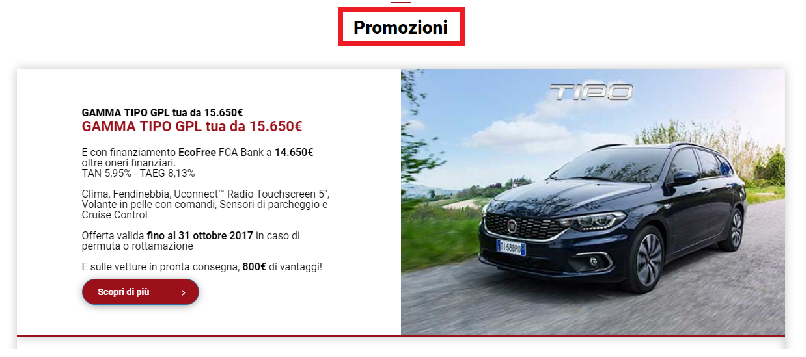 Promozioni
GAMMA TIPO GPL tua da 15.650€
GAMMA TIPO GPL tua da 15.650€
E con finanziamento EcoFree FCA Bank a 14.650€
oltre oneri finanziari.
TAN 5,95% - TAEG 8,13%
Clima, Fendinebbia, Uconnect™ Radio Touchscreen 5",
Volante in pelle con comandi, Sensori di parcheggio e
Cruise Control
Offerta valida fino al 31 ottobre 2017 in caso di
permuta o rottamazione
E sulle vetture in pronta consegna, 800€ di vantaggi!
Scopri di più >
TIPO
FIAT